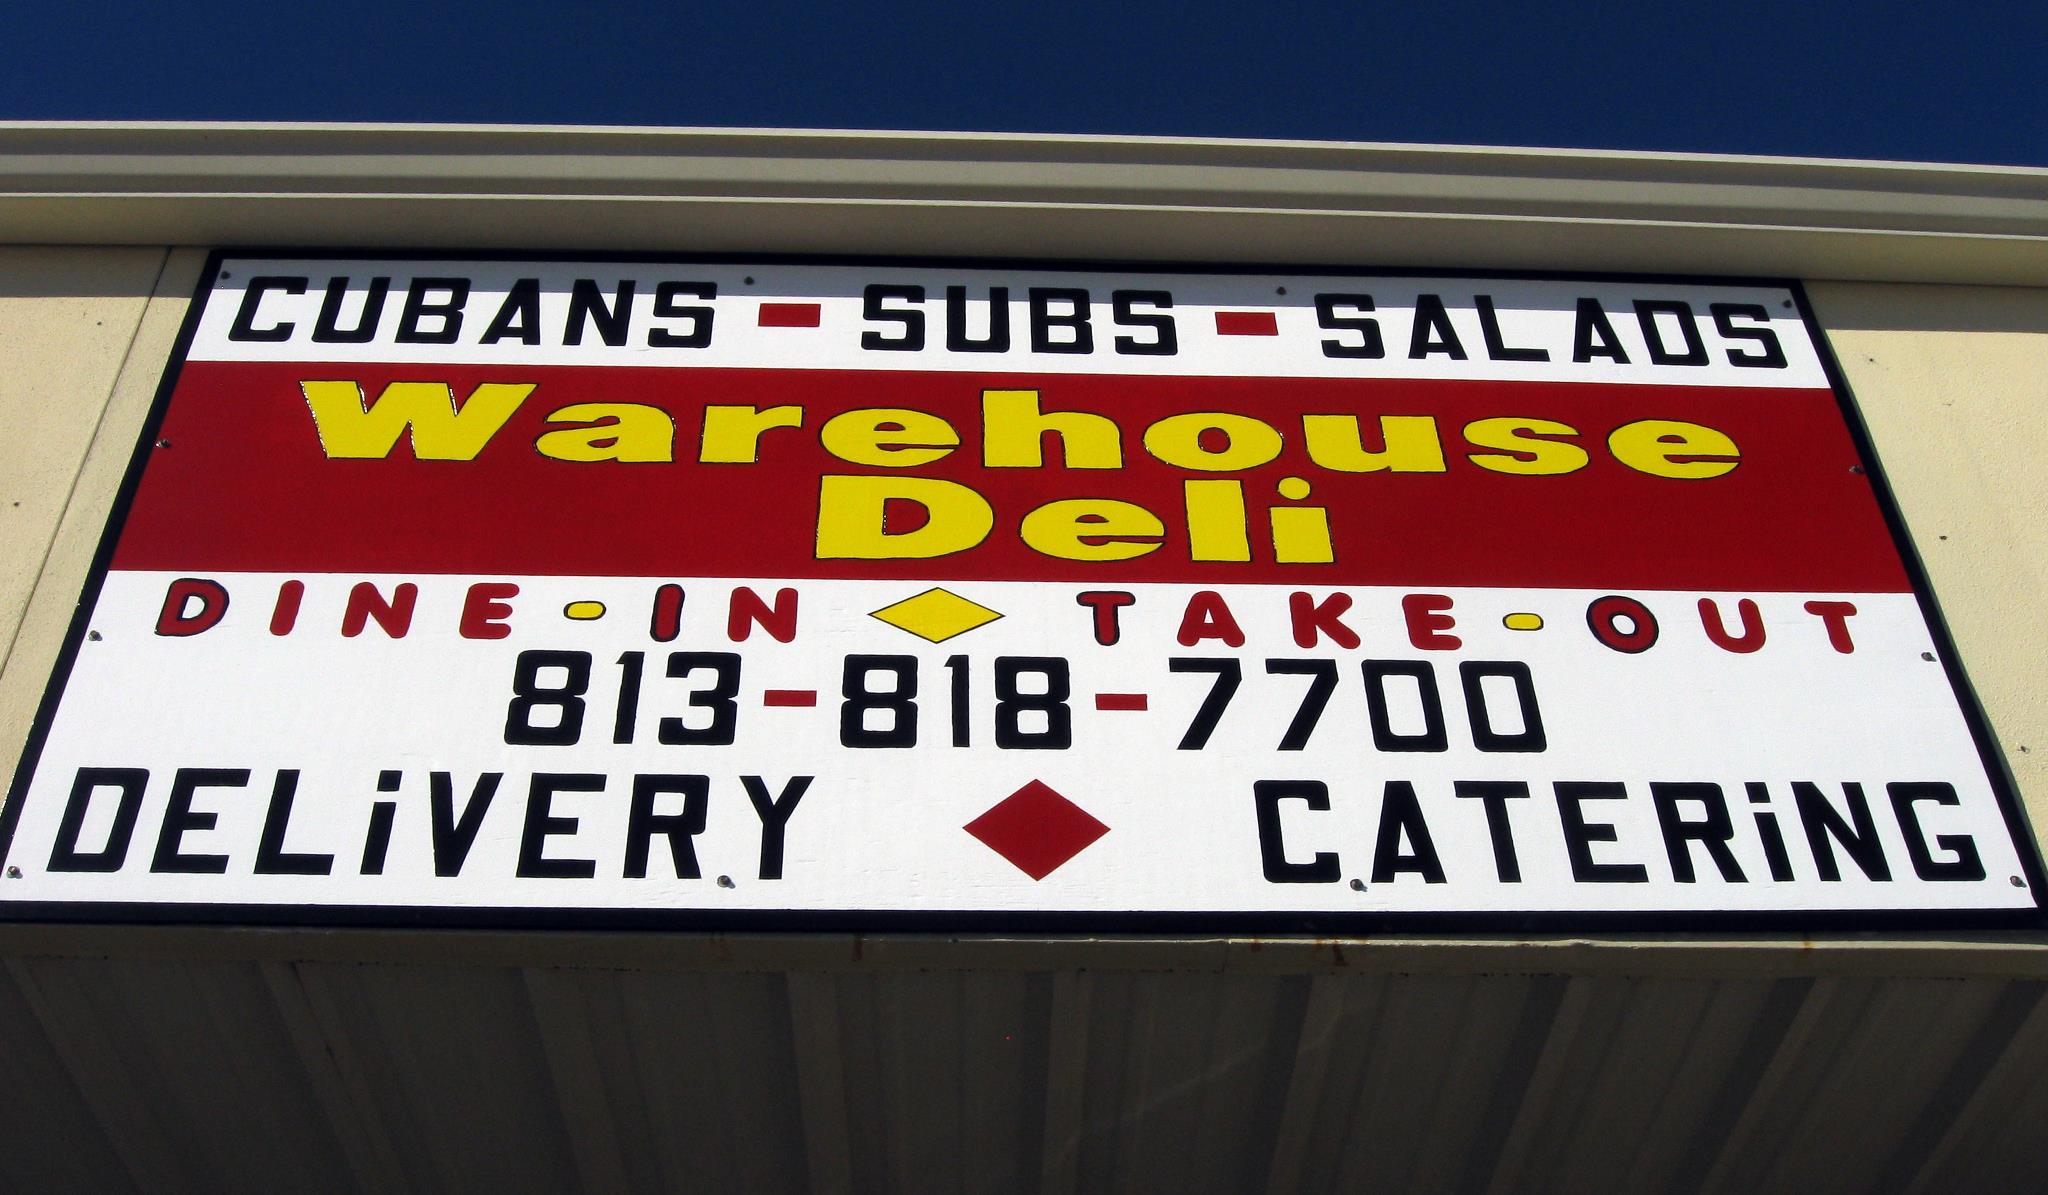 CUBANS - SUBS - SALADS
Warehouse
Deli
DINE-IN TAKE-OUT
813-818-7700
DELiVERY CATERiNG